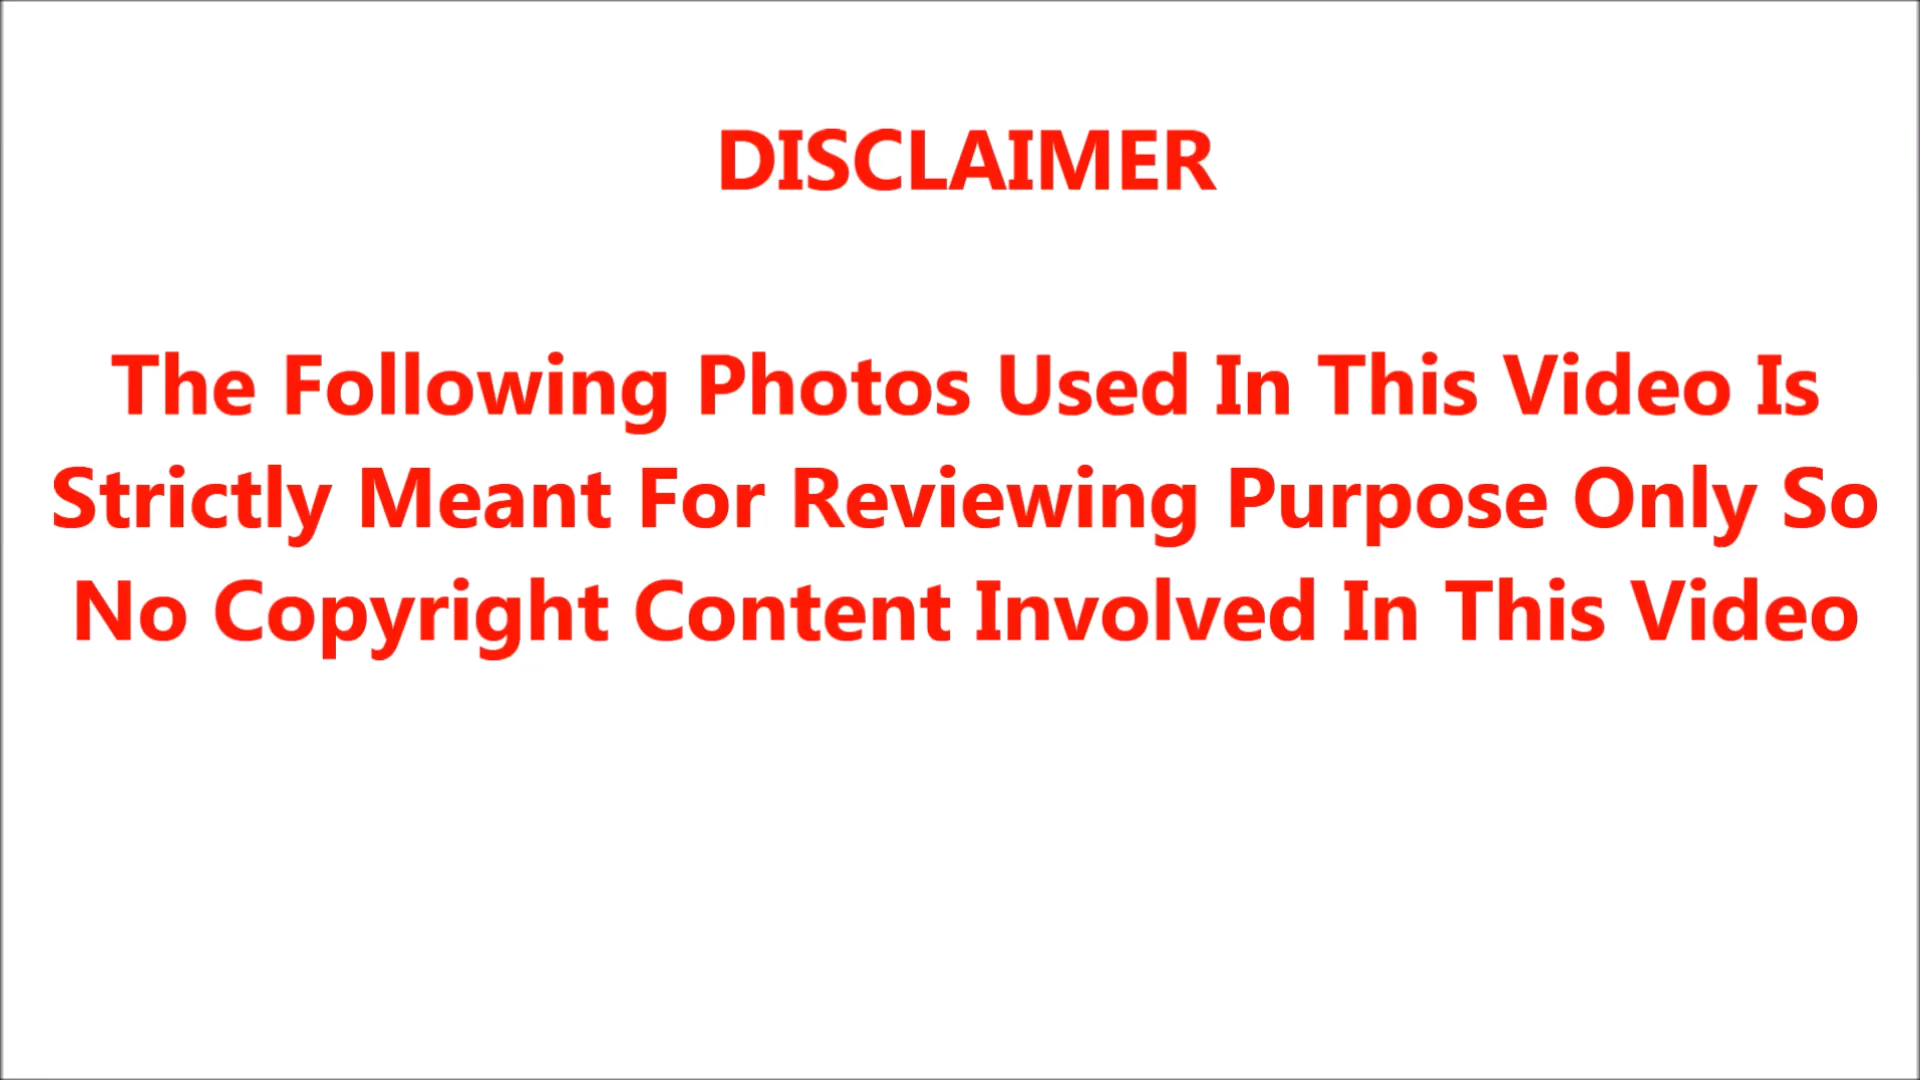 DISCLAIMER
The Following Photos Used In This Video Is
Strictly Meant For Reviewing Purpose Only So
No Copyright Content Involved In This Video